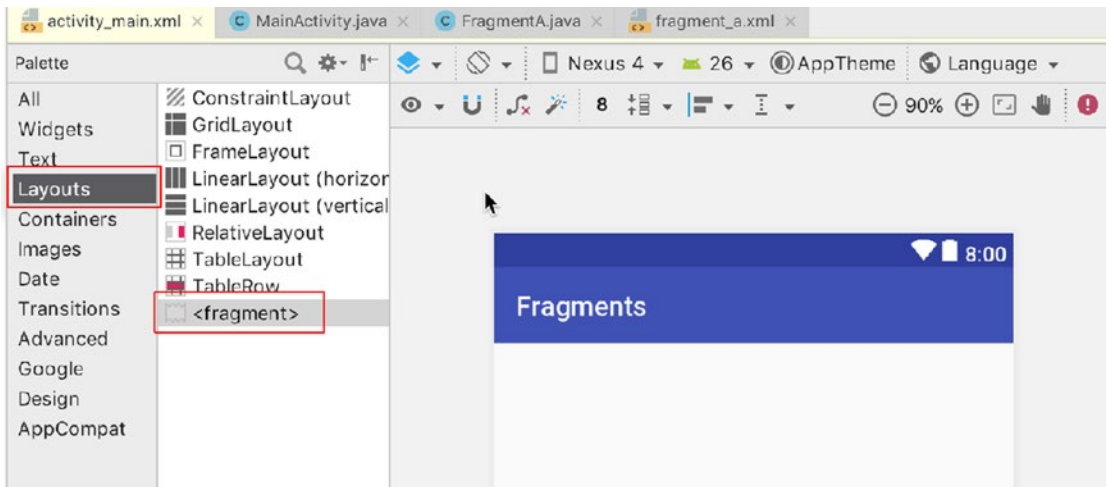 activity_main.xml × MainActivity.java × FragmentA.java × fragment_a.xml ×
Palette Nexus 4 26 AppTheme Language
All
Widgets
Text
Layouts
Containers
Images
Date
Transitions
Advanced
Google
Design
AppCompat
ConstraintLayout
GridLayout
FrameLayout
LinearLayout (horizon
LinearLayout (vertical
RelativeLayout
TableLayout
TableRow
<fragment>
8 90%
8:00
Fragments